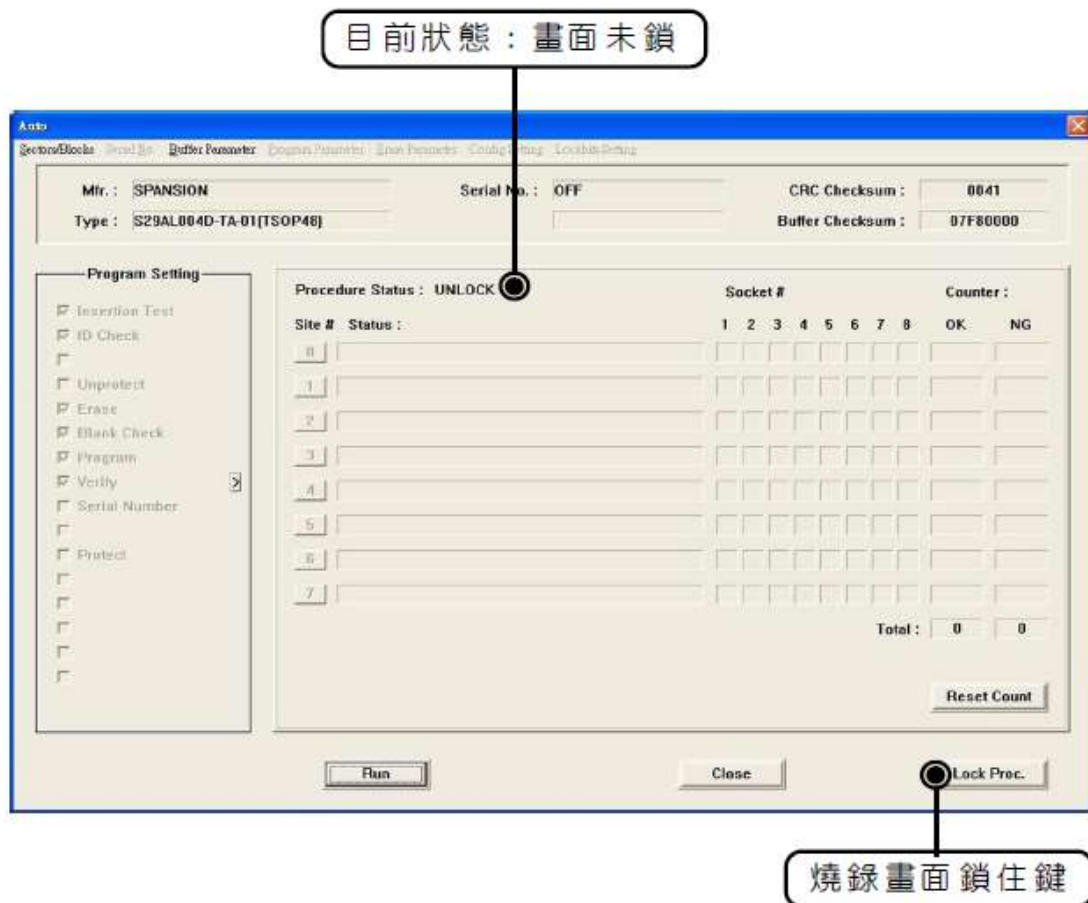 目前狀態：畫面未鎖
Auto
Sectors/Blocks Serial No. Buffer Parameter Program Parameter Erase Parameter Config Setting Lockbit Setting
Mfr. : SPANSION Serial No. : OFF CRC Checksum : 0041
Type : S29AL004D-TA-01(TSOP48) Buffer Checksum : 07F80000
Program Setting
Insertion Test
ID Check
Unprotect
Erase
Blank Check
Program
Verify
>
Serial Number
Protect
Procedure Status : UNLOCK Socket # Counter :
Site # Status : 1 2 3 4 5 6 7 8 OK NG
0
1
2
3
4
5
6
7
Total : 0 0
Reset Count
Run Close Lock Proc.
燒錄畫面鎖住鍵